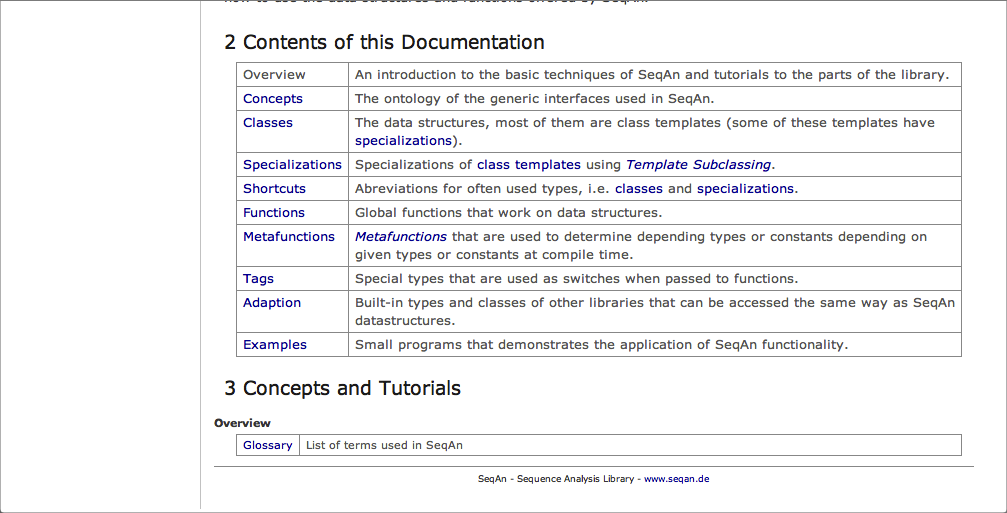 2 Contents of this Documentation
Overview An introduction to the basic techniques of SeqAn and tutorials to the parts of the library.
Concepts The ontology of the generic interfaces used in SeqAn.
Classes The data structures, most of them are class templates (some of these templates have
specializations).
Specializations Specializations of class templates using Template Subclassing.
Shortcuts Abreviations for often used types, i.e. classes and specializations.
Functions Global functions that work on data structures.
Metafunctions Metafunctions that are used to determine depending types or constants depending on
given types or constants at compile time.
Tags Special types that are used as switches when passed to functions.
Adaption Built-in types and classes of other libraries that can be accessed the same way as SeqAn
datastructures.
Examples Small programs that demonstrates the application of SeqAn functionality.
3 Concepts and Tutorials
Overview
Glossary List of terms used in SeqAn
SeqAn - Sequence Analysis Library - www.seqan.de